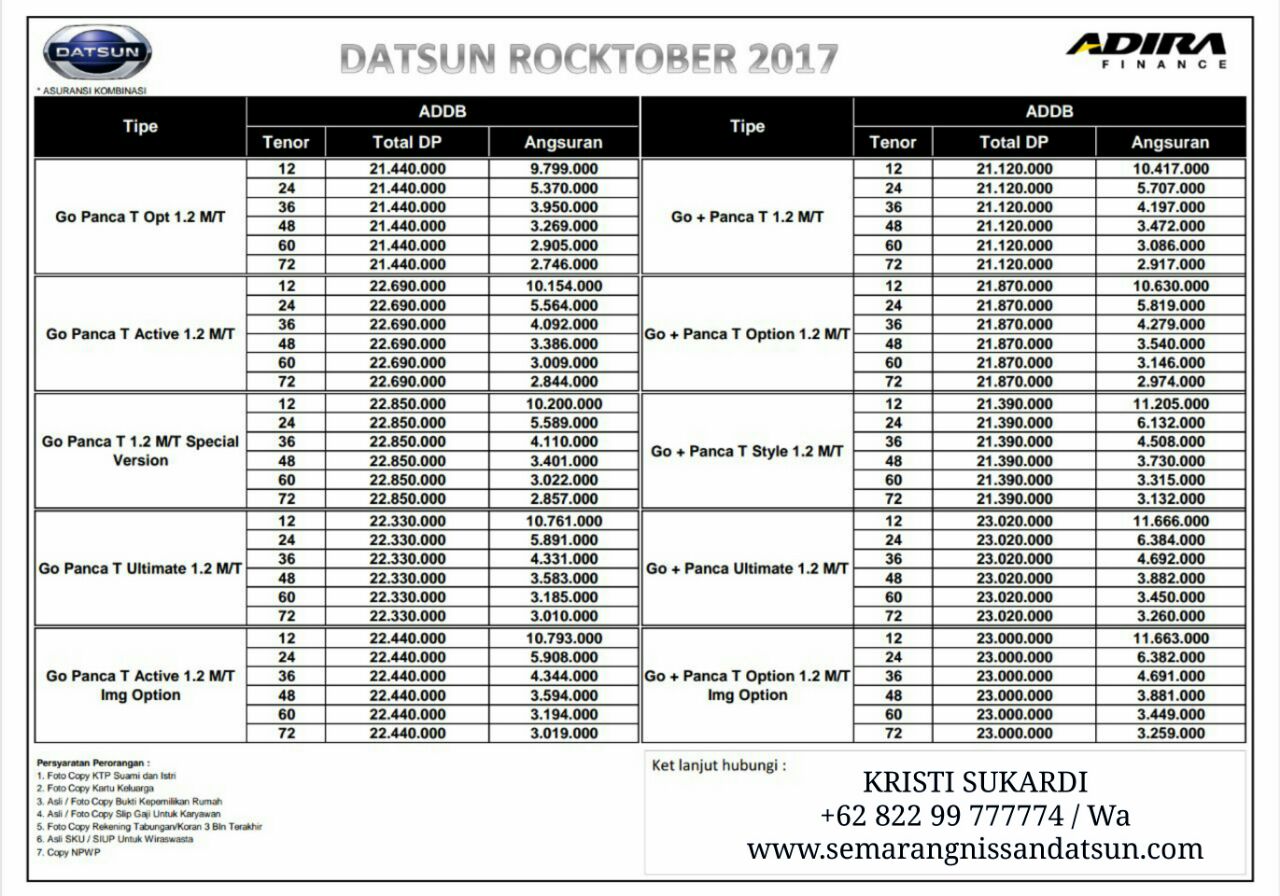 DATSUN
DATSUN ROCKTOBER 2017
ADIRA
FINANCE
* ASURANSI KOMBINASI
Tipe ADDB Tipe ADDB
Tenor Total DP Angsuran Tenor Total DP Angsuran
Go Panca T Opt 1.2 M/T
12 21.440.000 9.799.000
24 21.440.000 5.370.000
36 21.440.000 3.950.000
48 21.440.000 3.269.000
60 21.440.000 2.905.000
72 21.440.000 2.746.000
Go Panca T Active 1.2 M/T
12 22.690.000 10.154.000
24 22.690.000 5.564.000
36 22.690.000 4.092.000
48 22.690.000 3.386.000
60 22.690.000 3.009.000
72 22.690.000 2.844.000
Go Panca T 1.2 M/T Special
Version
12 22.850.000 10.200.000
24 22.850.000 5.589.000
36 22.850.000 4.110.000
48 22.850.000 3.401.000
60 22.850.000 3.022.000
72 22.850.000 2.857.000
Go Panca T Ultimate 1.2 M/T
12 22.330.000 10.761.000
24 22.330.000 5.891.000
36 22.330.000 4.331.000
48 22.330.000 3.583.000
60 22.330.000 3.185.000
72 22.330.000 3.010.000
Go Panca T Active 1.2 M/T
Img Option
12 22.440.000 10.793.000
24 22.440.000 5.908.000
36 22.440.000 4.344.000
48 22.440.000 3.594.000
60 22.440.000 3.194.000
72 22.440.000 3.019.000
Go + Panca T 1.2 M/T
12 21.120.000 10.417.000
24 21.120.000 5.707.000
36 21.120.000 4.197.000
48 21.120.000 3.472.000
60 21.120.000 3.086.000
72 21.120.000 2.917.000
Go + Panca T Option 1.2 M/T
12 21.870.000 10.630.000
24 21.870.000 5.819.000
36 21.870.000 4.279.000
48 21.870.000 3.540.000
60 21.870.000 3.146.000
72 21.870.000 2.974.000
Go + Panca T Style 1.2 M/T
12 21.390.000 11.205.000
24 21.390.000 6.132.000
36 21.390.000 4.508.000
48 21.390.000 3.730.000
60 21.390.000 3.315.000
72 21.390.000 3.132.000
Go + Panca Ultimate 1.2 M/T
12 23.020.000 11.666.000
24 23.020.000 6.384.000
36 23.020.000 4.692.000
48 23.020.000 3.882.000
60 23.020.000 3.450.000
72 23.020.000 3.260.000
Go + Panca T Option 1.2 M/T
Img Option
12 23.000.000 11.663.000
24 23.000.000 6.382.000
36 23.000.000 4.691.000
48 23.000.000 3.881.000
60 23.000.000 3.449.000
72 23.000.000 3.259.000
Persyaratan Perorangan :
1. Foto Copy KTP Suami dan Istri
2. Foto Copy Kartu Keluarga
3. Asli / Foto Copy Bukti Kepemilikan Rumah
4. Asli / Foto Copy Slip Gaji Untuk Karyawan
5. Foto Copy Rekening Tabungan/Koran 3 Bln Terakhir
6. Asli SKU / SIUP Untuk Wiraswasta
7. Copy NPWP
Ket lanjut hubungi :
KRISTI SUKARDI
+62 822 99 777774 / Wa
www.semarangnissandatsun.com